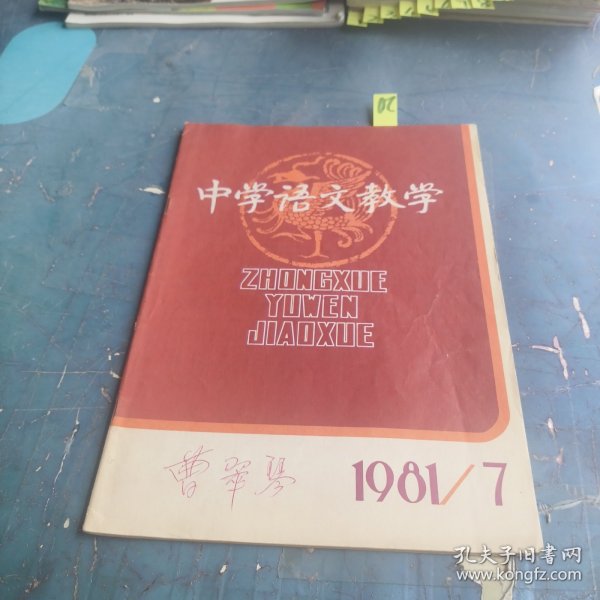 中学语文教学
ZHONGXUE
YUWEN
JIAOXUE
曹翠琴
1981/7
孔夫子旧书网
www.kongfz.com